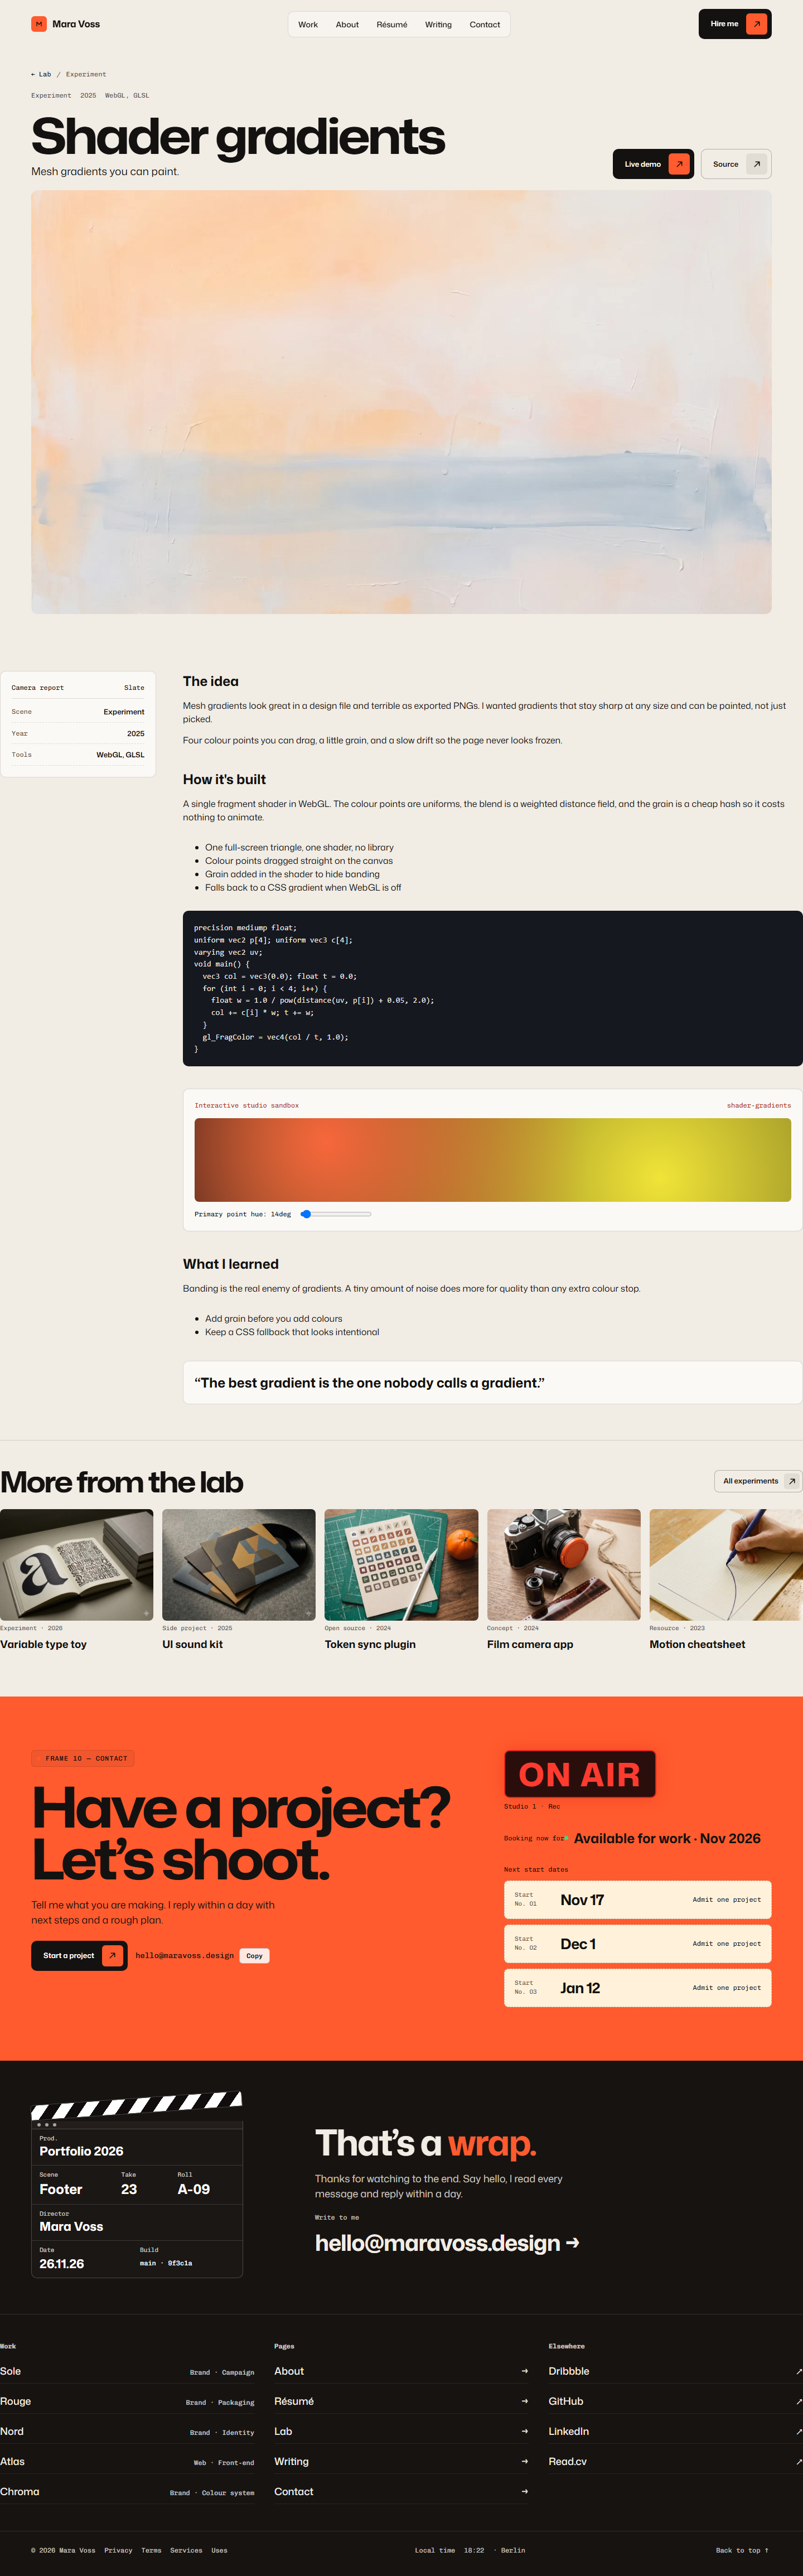 M Mara Voss
Work About Résumé Writing Contact
Hire me
← Lab / Experiment
Experiment 2025 WebGL, GLSL
Shader gradients
Mesh gradients you can paint.
Live demo
Source
Camera report Slate
Scene Experiment
Year 2025
Tools WebGL, GLSL
The idea
Mesh gradients look great in a design file and terrible as exported PNGs. I wanted gradients that stay sharp at any size and can be painted, not just
picked.
Four colour points you can drag, a little grain, and a slow drift so the page never looks frozen.
How it's built
A single fragment shader in WebGL. The colour points are uniforms, the blend is a weighted distance field, and the grain is a cheap hash so it costs
nothing to animate.
One full-screen triangle, one shader, no library
Colour points dragged straight on the canvas
Grain added in the shader to hide banding
Falls back to a CSS gradient when WebGL is off
precision mediump float;
uniform vec2 p[4]; uniform vec3 c[4];
varying vec2 uv;
void main() {
vec3 col = vec3(0.0); float t = 0.0;
for (int i = 0; i < 4; i++) {
float w = 1.0 / pow(distance(uv, p[i]) + 0.05, 2.0);
col += c[i] * w; t += w;
}
gl_FragColor = vec4(col / t, 1.0);
}
Interactive studio sandbox shader-gradients
Primary point hue: 14deg
What I learned
Banding is the real enemy of gradients. A tiny amount of noise does more for quality than any extra colour stop.
Add grain before you add colours
Keep a CSS fallback that looks intentional
“The best gradient is the one nobody calls a gradient.”
More from the lab
All experiments
a
Experiment · 2026
Variable type toy
Side project · 2025
UI sound kit
Open source · 2024
Token sync plugin
Concept · 2024
Film camera app
Resource · 2023
Motion cheatsheet
FRAME 10 — CONTACT
Have a project?
Let’s shoot.
Tell me what you are making. I reply within a day with
next steps and a rough plan.
Start a project
hello@maravoss.design Copy
ON AIR
Studio 1 · Rec
Booking now for Available for work · Nov 2026
Next start dates
Start
No. 01
Nov 17
Admit one project
Start
No. 02
Dec 1
Admit one project
Start
No. 03
Jan 12
Admit one project
Prod.
Portfolio 2026
Scene Take Roll
Footer 23 A-09
Director
Mara Voss
Date Build
26.11.26 main · 9f3c1a
That’s a wrap.
Thanks for watching to the end. Say hello, I read every
message and reply within a day.
Write to me
hello@maravoss.design →
Work
Sole Brand · Campaign
Rouge Brand · Packaging
Nord Brand · Identity
Atlas Web · Front-end
Chroma Brand · Colour system
Pages
About →
Résumé →
Lab →
Writing →
Contact →
Elsewhere
Dribbble ↗
GitHub ↗
LinkedIn ↗
Read.cv ↗
© 2026 Mara Voss Privacy Terms Services Uses
Local time 18:22 · Berlin
Back to top ↑